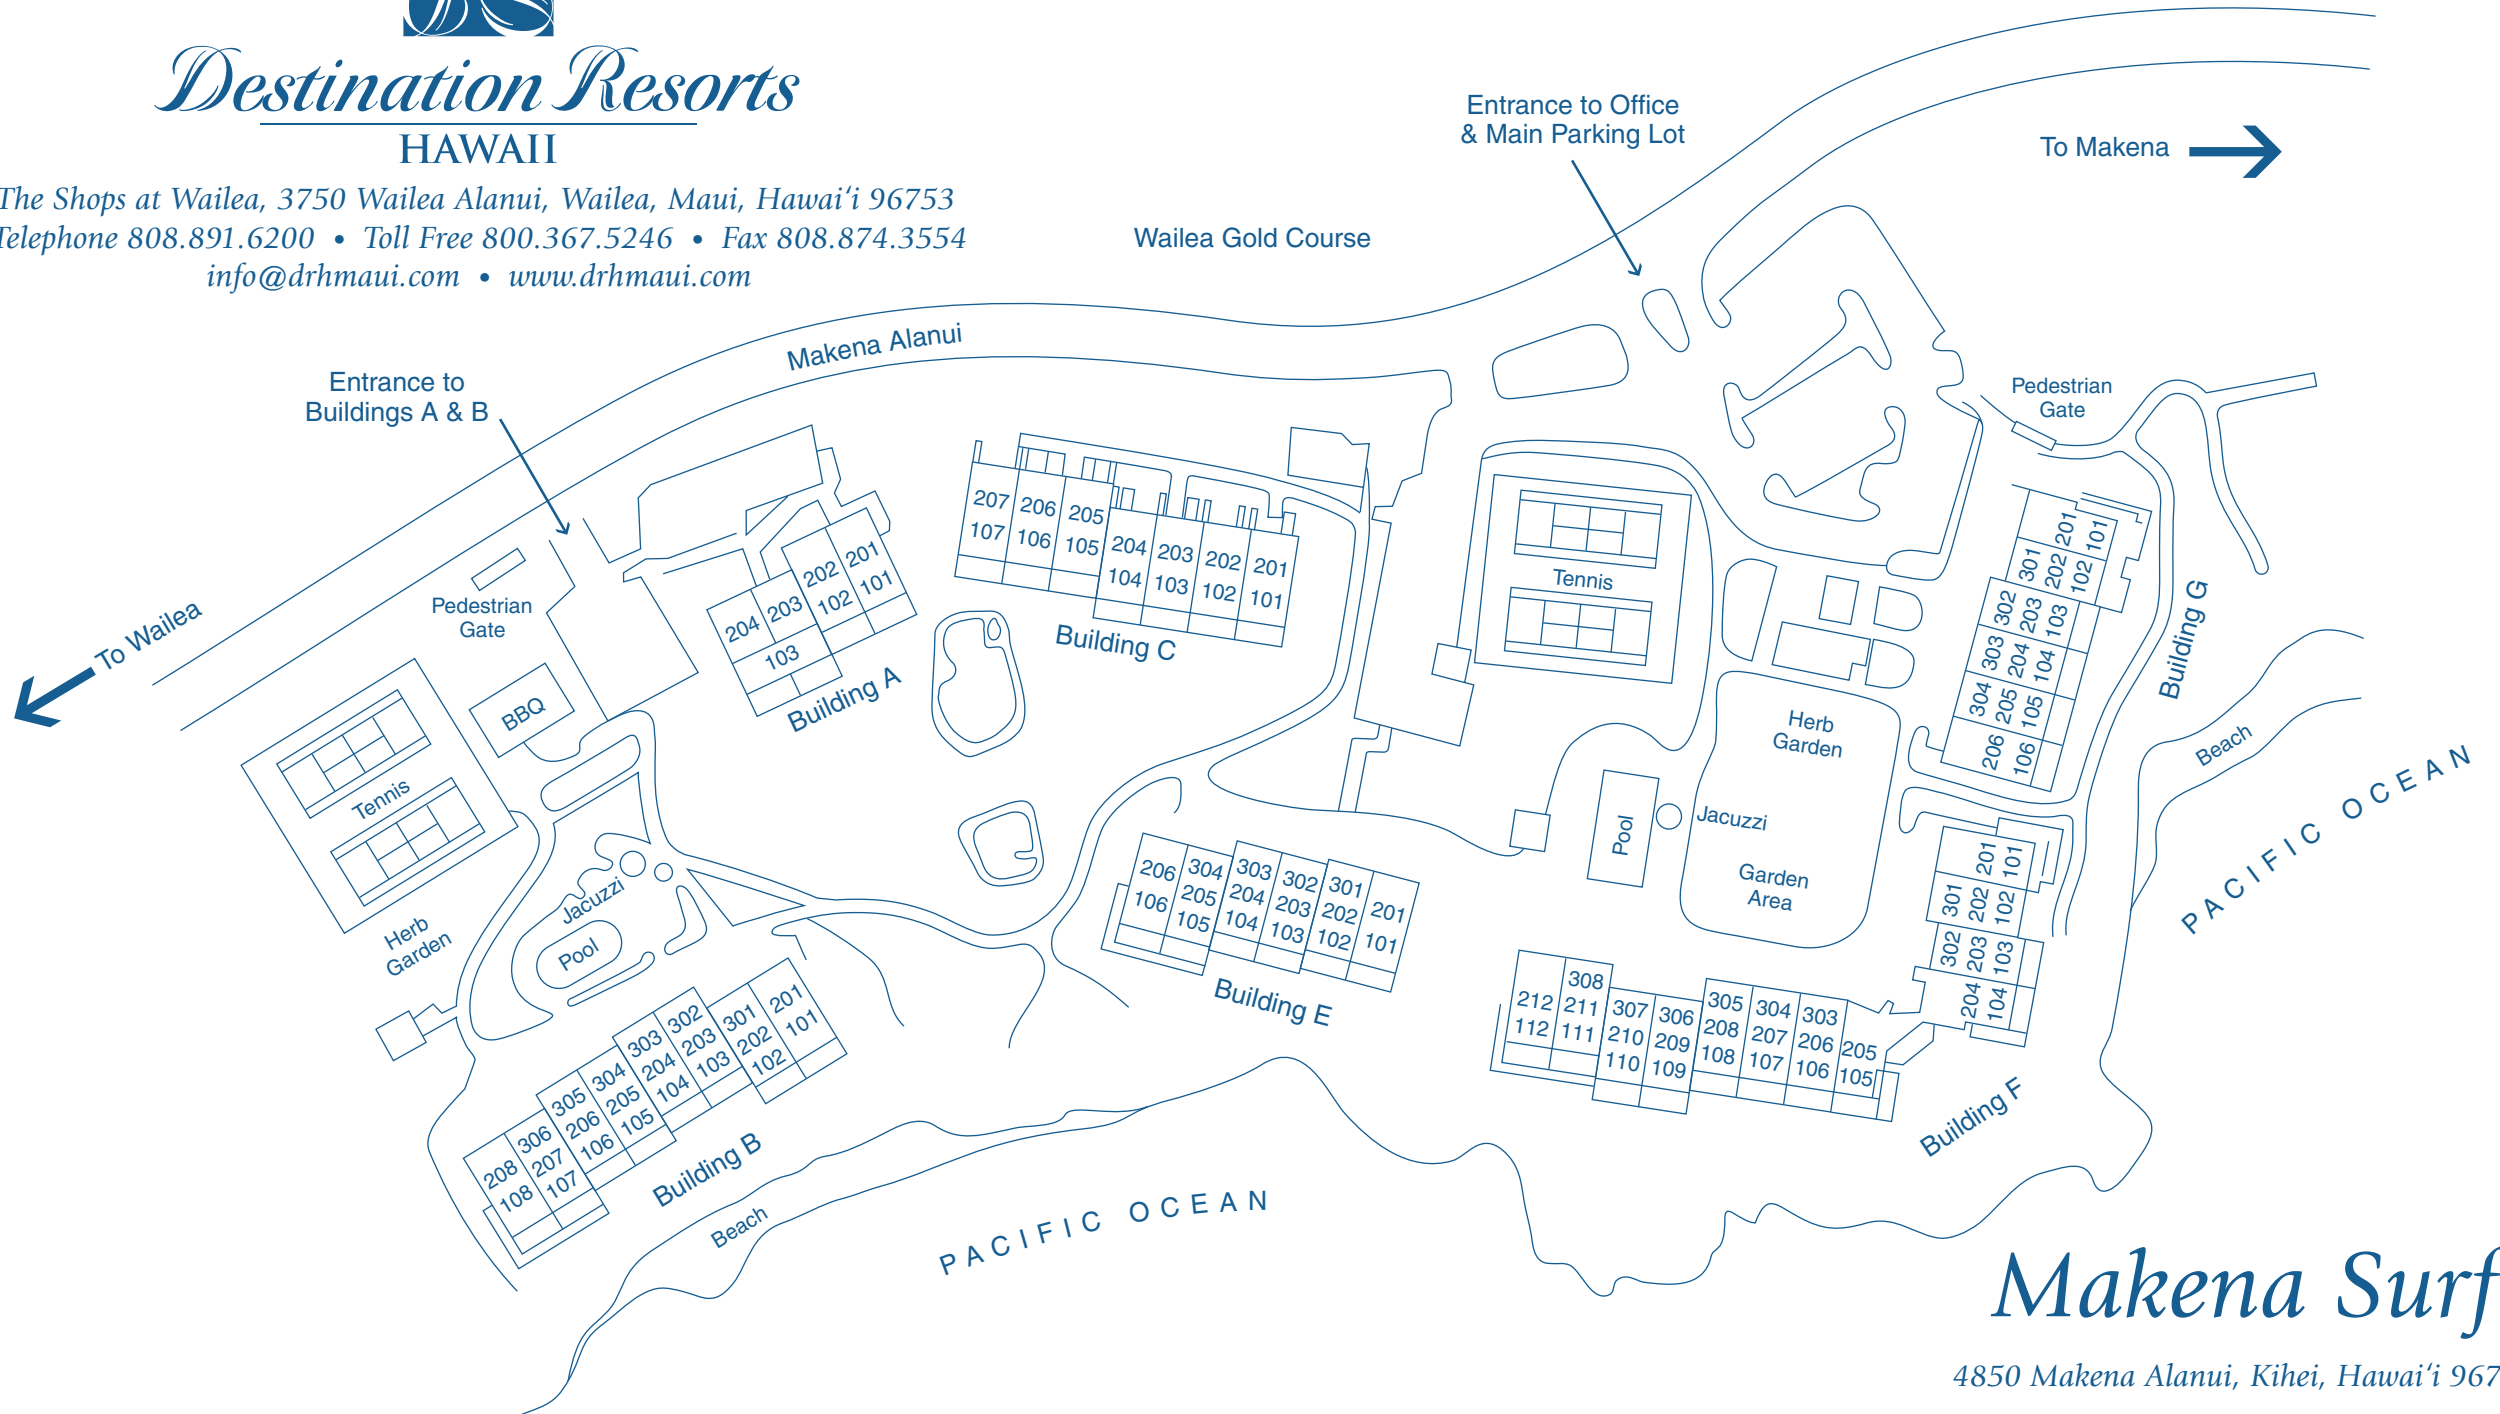 Destination Resorts
HAWAII
The Shops at Wailea, 3750 Wailea Alanui, Wailea, Maui, Hawai‘i 96753
Telephone 808.891.6200 • Toll Free 800.367.5246 • Fax 808.874.3554
info@drhmaui.com • www.drhmaui.com
Entrance to Office
& Main Parking Lot
To Makena
Wailea Gold Course
Makena Alanui
Entrance to
Buildings A & B
Pedestrian
Gate
To Wailea
Pedestrian
Gate
BBQ
Tennis
Herb
Garden
Jacuzzi
Pool
204 203 202 201
103 102 101
Building A
207 206 205 204 203 202 201
107 106 105 104 103 102 101
Building C
Tennis
Herb
Garden
Pool
Jacuzzi
Garden
Area
201 101
301 202 102
302 203 103
303 204 104
304 205 105
206 106
Building G
Beach
PACIFIC OCEAN
206 304 303 302 301 201
106 205 204 203 202 101
105 104 103 102
Building E
201 101
301 202 102
302 203 103
204 104
212 308 307 306 305 304 303 205
112 211 210 209 208 207 206 105
111 110 109 108 107 106
Building F
208 306 305 304 303 302 301 201
108 207 206 205 204 203 202 101
107 106 105 104 103 102
Building B
Beach
PACIFIC OCEAN
Makena Surf
4850 Makena Alanui, Kihei, Hawai‘i 967